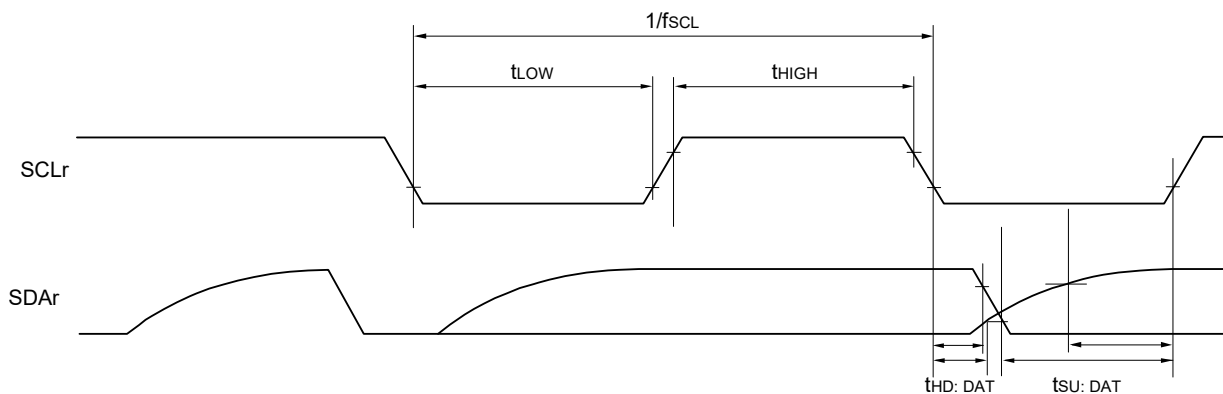 1/fSCL
tLOW
tHIGH
SCLr
SDAr
tHD: DAT
tSU: DAT